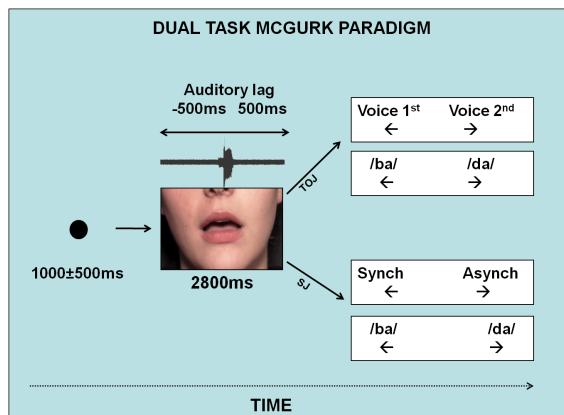 DUAL TASK MCGURK PARADIGM
Auditory lag
-500ms 500ms
Voice 1st Voice 2nd
← →
/ba/ /da/
← →
TOJ
1000±500ms
2800ms
SJ
Synch Asynch
← →
/ba/ /da/
← →
TIME